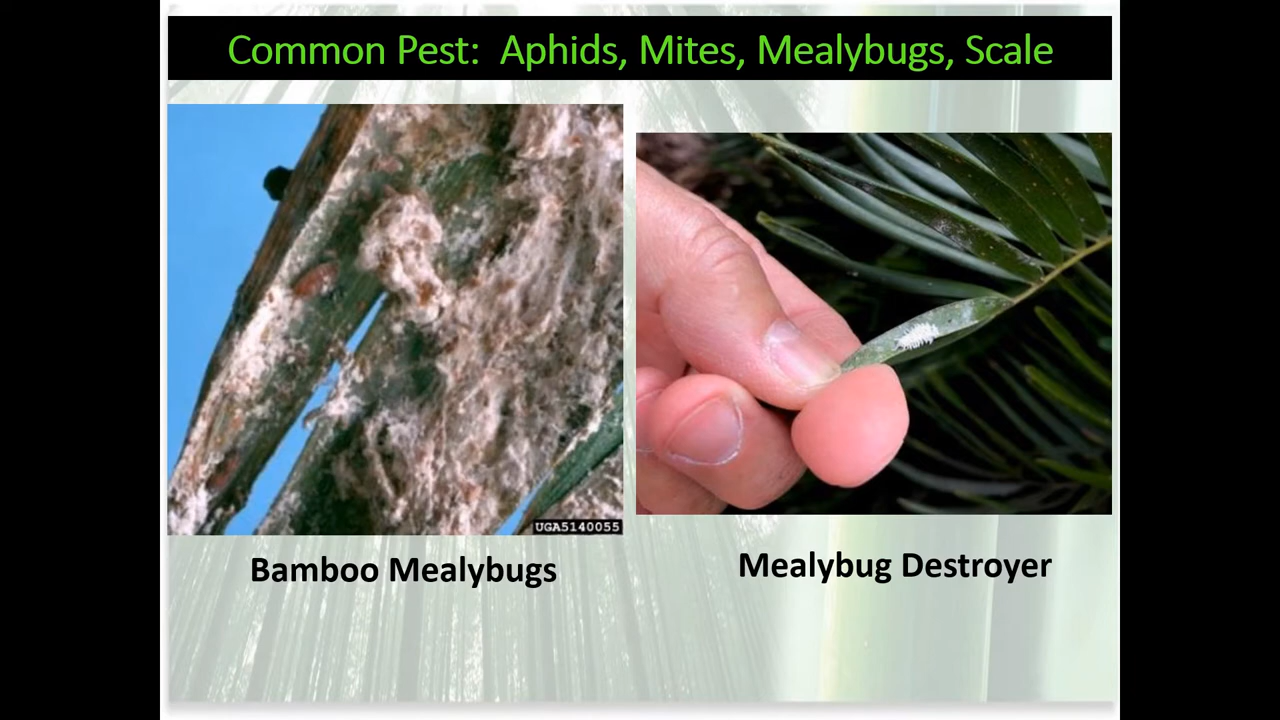 Common Pest:  Aphids, Mites, Mealybugs, Scale
UGA5140055
Bamboo Mealybugs
Mealybug Destroyer